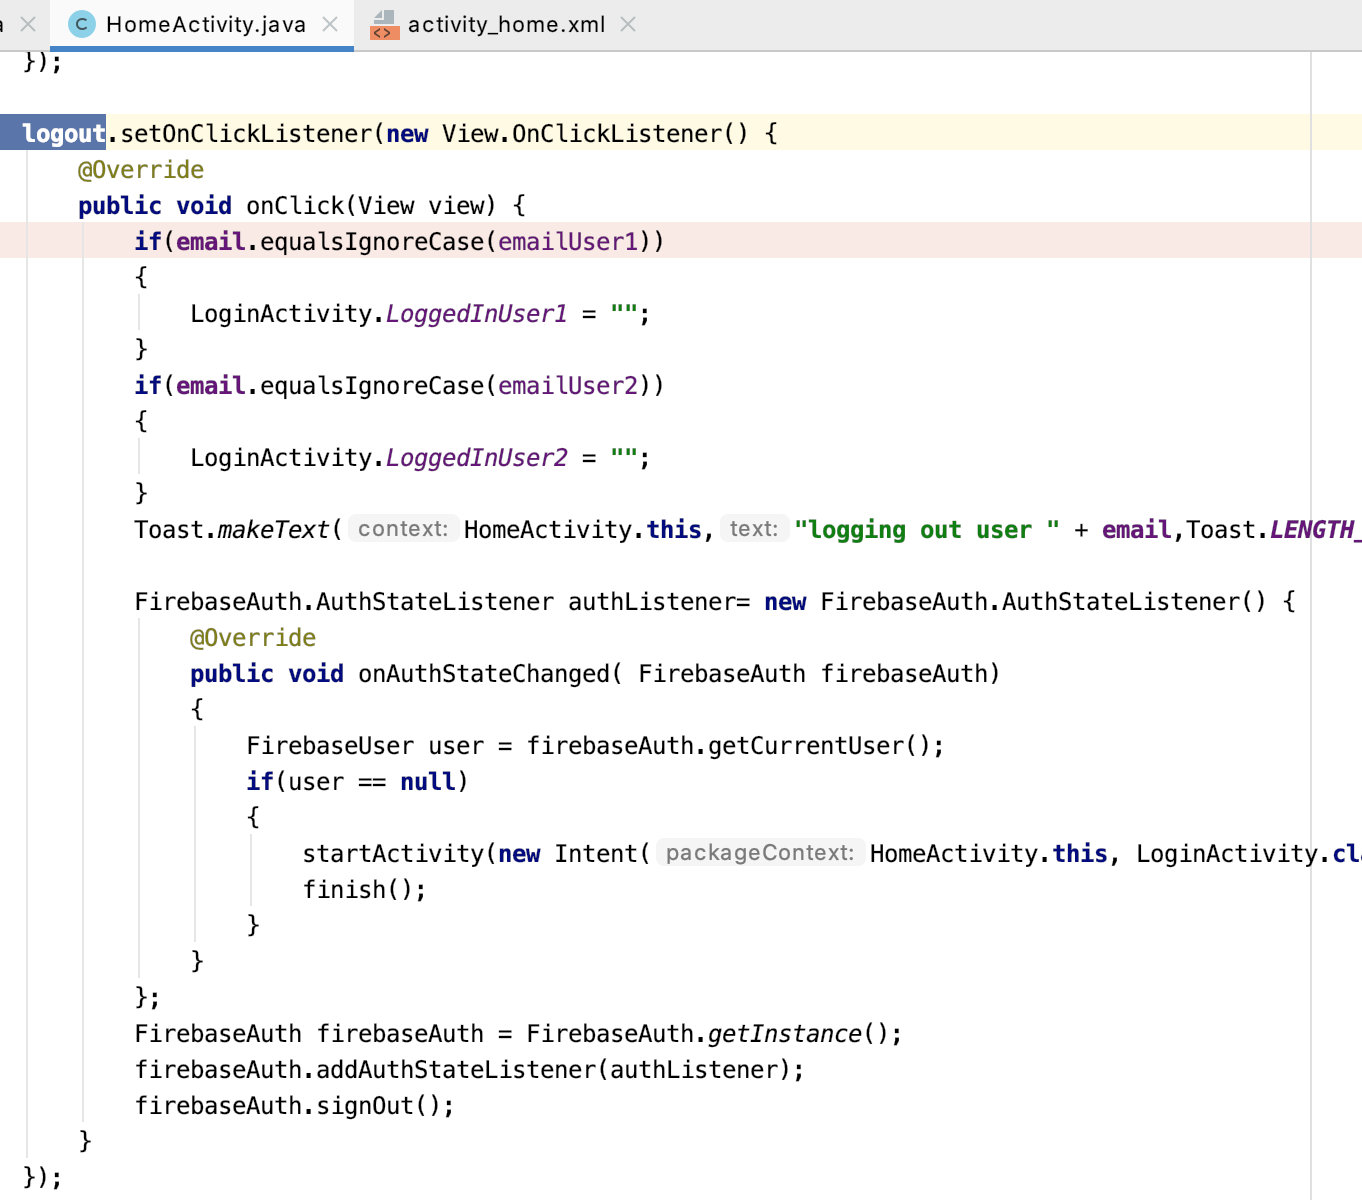 a HomeActivity.java activity_home.xml
});
logout.setOnClickListener(new View.OnClickListener() {
@Override
public void onClick(View view) {
if(email.equalsIgnoreCase(emailUser1))
{
LoginActivity.LoggedInUser1 = "";
}
if(email.equalsIgnoreCase(emailUser2))
{
LoginActivity.LoggedInUser2 = "";
}
Toast.makeText( context: HomeActivity.this, text: "logging out user " + email,Toast.LENGTH_
FirebaseAuth.AuthStateListener authListener= new FirebaseAuth.AuthStateListener() {
@Override
public void onAuthStateChanged( FirebaseAuth firebaseAuth)
{
FirebaseUser user = firebaseAuth.getCurrentUser();
if(user == null)
{
startActivity(new Intent( packageContext: HomeActivity.this, LoginActivity.cla
finish();
}
}
};
FirebaseAuth firebaseAuth = FirebaseAuth.getInstance();
firebaseAuth.addAuthStateListener(authListener);
firebaseAuth.signOut();
}
});